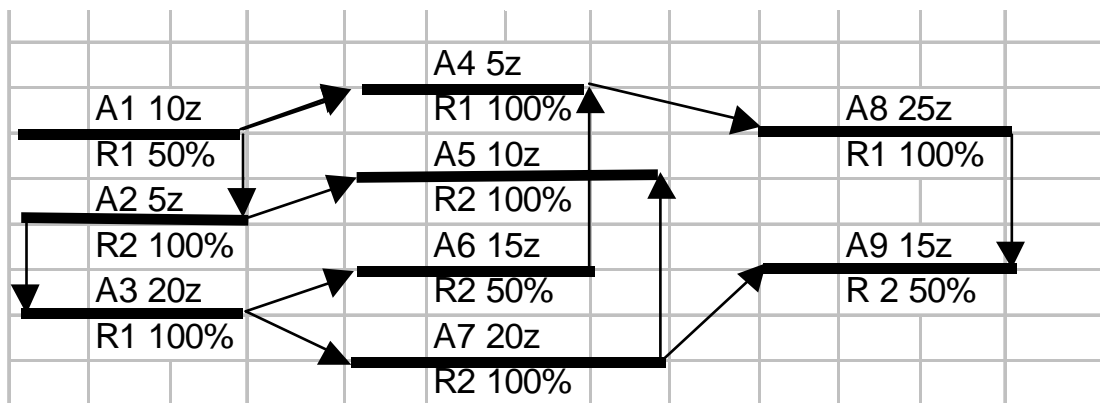 A1 10z
R1 50%
A2 5z
R2 100%
A3 20z
R1 100%
A4 5z
R1 100%
A5 10z
R2 100%
A6 15z
R2 50%
A7 20z
R2 100%
A8 25z
R1 100%
A9 15z
R 2 50%